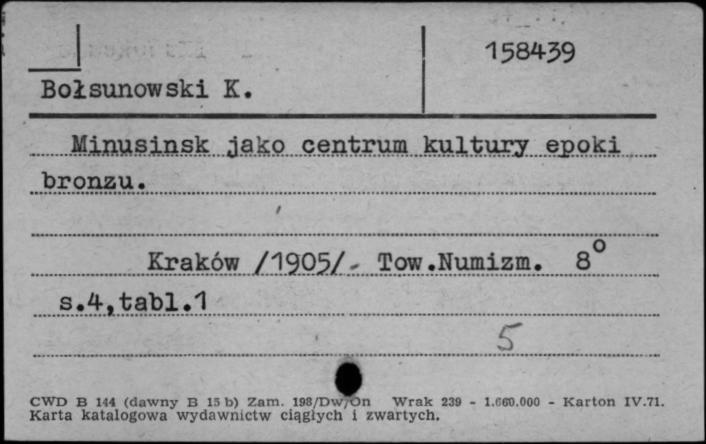 158439
Bołsunowski K.
Minusinsk jako centrum kultury epoki
bronzu.
Kraków /1905/. Tow.Numizm. 8°
s.4,tabl.1
5
CWD B 144 (dawny B 15 b) Zam. 198/Dw/On Wrak 239 - 1.660.000 - Karton IV.71.
Karta katalogowa wydawnictw ciągłych i zwartych.